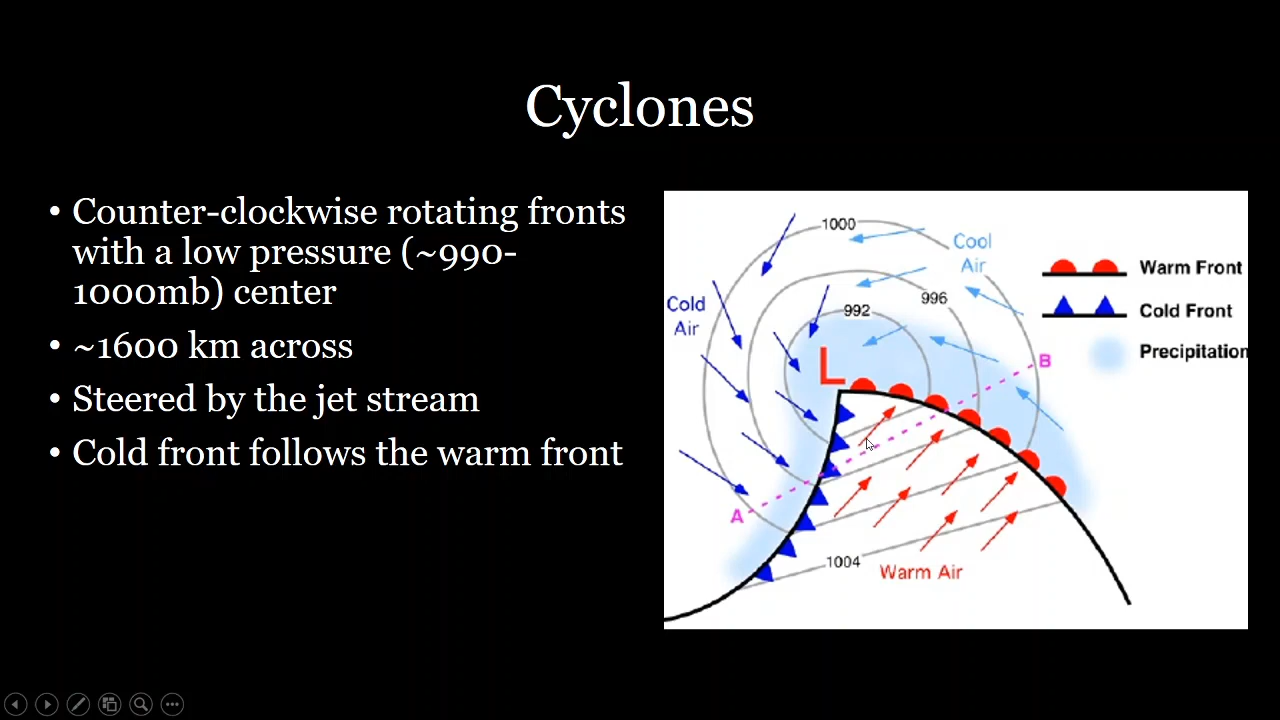 Cyclones
• Counter-clockwise rotating fronts
with a low pressure (~990-
1000mb) center
• ~1600 km across
• Steered by the jet stream
• Cold front follows the warm front
1000
Cool
Air
996
992
Cold
Air
L
B
A
1004
Warm Air
Warm Front
Cold Front
Precipitation